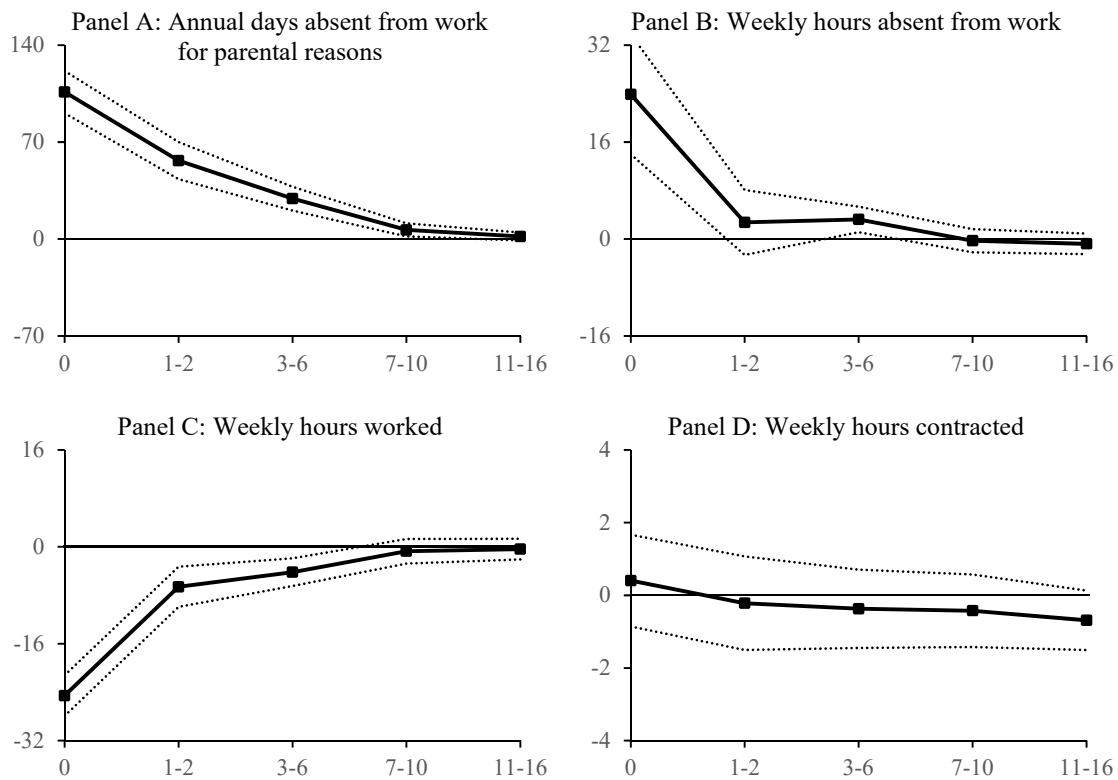 Panel A: Annual days absent from work
for parental reasons
140
70
0
-70
0 1-2 3-6 7-10 11-16
Panel B: Weekly hours absent from work
32
16
0
-16
0 1-2 3-6 7-10 11-16
Panel C: Weekly hours worked
16
0
-16
-32
0 1-2 3-6 7-10 11-16
Panel D: Weekly hours contracted
4
2
0
-2
-4
0 1-2 3-6 7-10 11-16